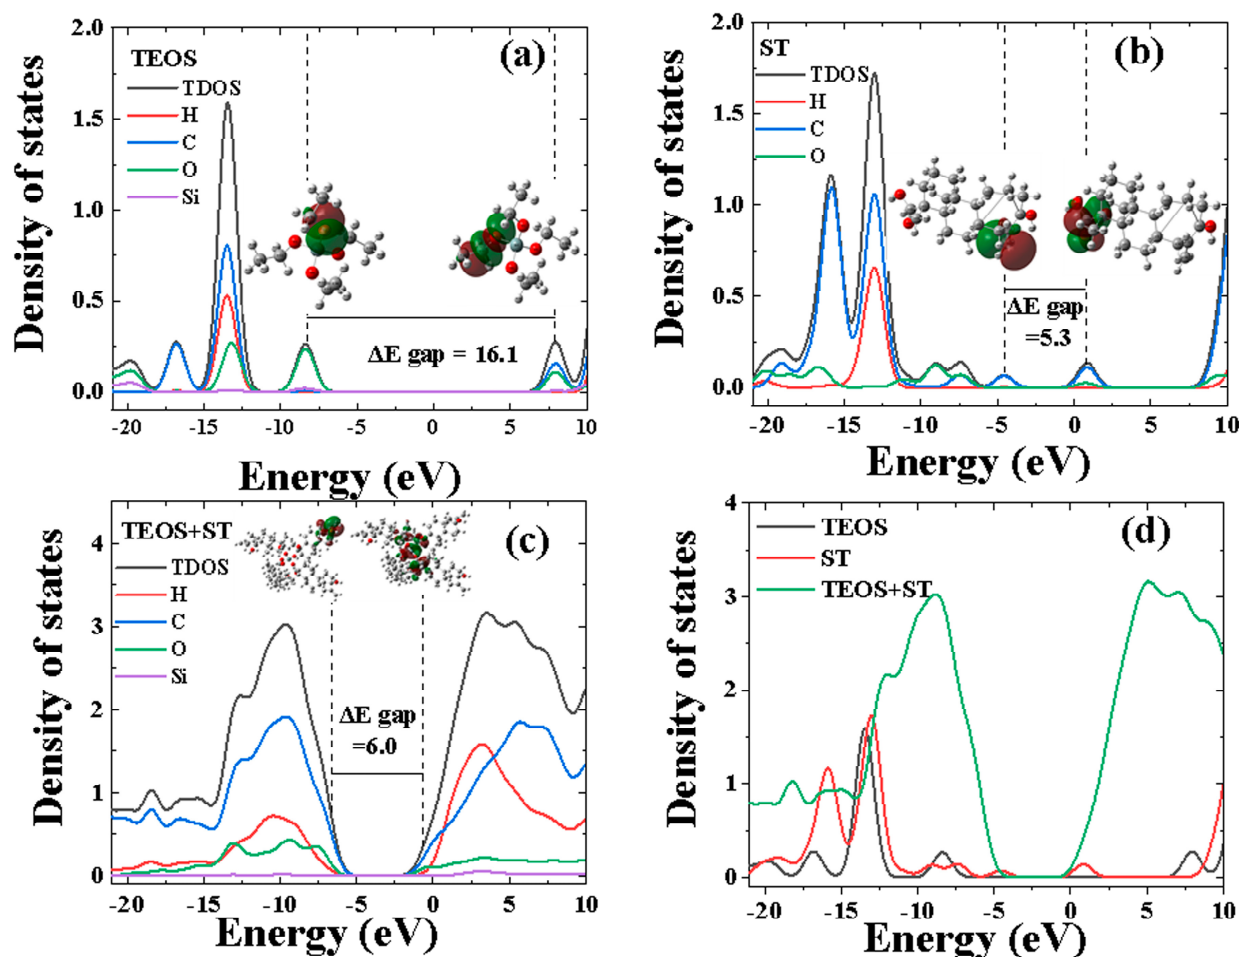 (a)
TEOS
TDOS
H
C
O
Si
ΔE gap = 16.1
2.0
1.5
1.0
0.5
0.0
-20
-15
-10
-5
0
5
10
Density of states
Energy (eV)
(b)
ST
TDOS
H
C
O
ΔE gap
=5.3
2.0
1.5
1.0
0.5
0.0
-20
-15
-10
-5
0
5
10
Density of states
Energy (eV)
(c)
TEOS+ST
TDOS
H
C
O
Si
ΔE gap
=6.0
4
3
2
1
0
-20
-15
-10
-5
0
5
10
Density of states
Energy (eV)
(d)
TEOS
ST
TEOS+ST
4
3
2
1
0
-20
-15
-10
-5
0
5
10
Density of states
Energy (eV)